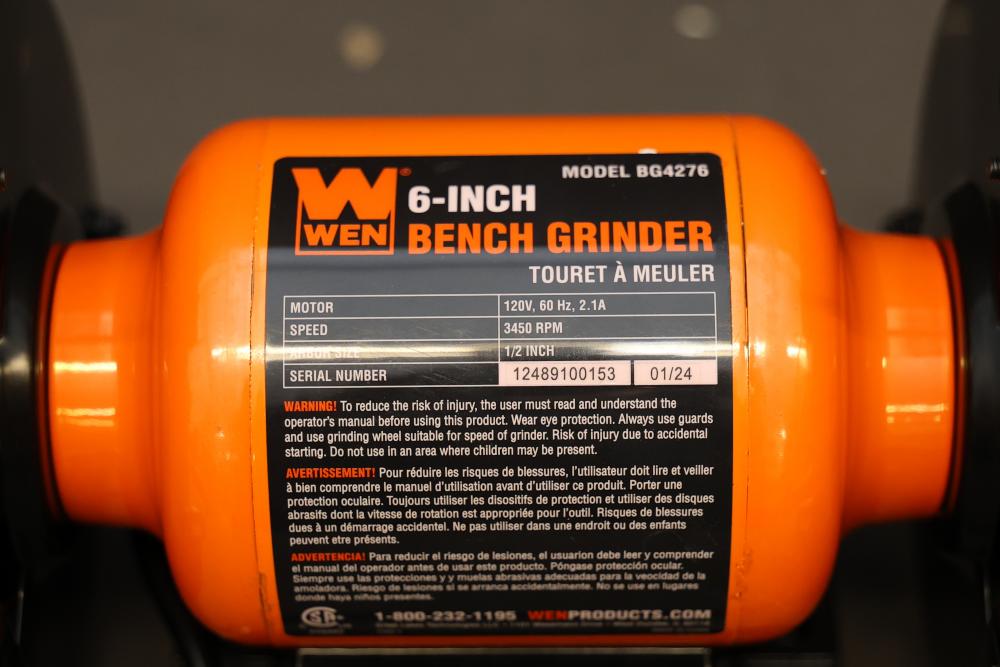 MODEL BG4276
WEN®
6-INCH
BENCH GRINDER
TOURET À MEULER
MOTOR 120V, 60 Hz, 2.1A
SPEED 3450 RPM
ARBOR SIZE 1/2 INCH
SERIAL NUMBER 12489100153 01/24
WARNING! To reduce the risk of injury, the user must read and understand the
operator's manual before using this product. Wear eye protection. Always use guards
and use grinding wheel suitable for speed of grinder. Risk of injury due to accidental
starting. Do not use in an area where children may be present.
AVERTISSEMENT! Pour réduire les risques de blessures, l'utilisateur doit lire et veiller
à bien comprendre le manuel d'utilisation avant d'utiliser ce produit. Porter une
protection oculaire. Toujours utiliser les disositifs de protection et utiliser des disques
abrasifs dont la vitesse de rotation est appropriée pour l'outil. Risques de blessures
dues à un démarrage accidentel. Ne pas utiliser dans une endroit ou des enfants
peuvent etre présents.
ADVERTENCIA! Para reducir el riesgo de lesiones, el usuarion debe leer y comprender
el manual del operador antes de usar este producto. Póngase protección ocular.
Siempre use las protecciones y y muelas abrasivas adecuadas para la velocidad de la
amoladora. Riesgo de lesiones si se arranca accidentalmente. No se use en lugares
donde haya niños presentes.
1-800-232-1195 WENPRODUCTS.COM